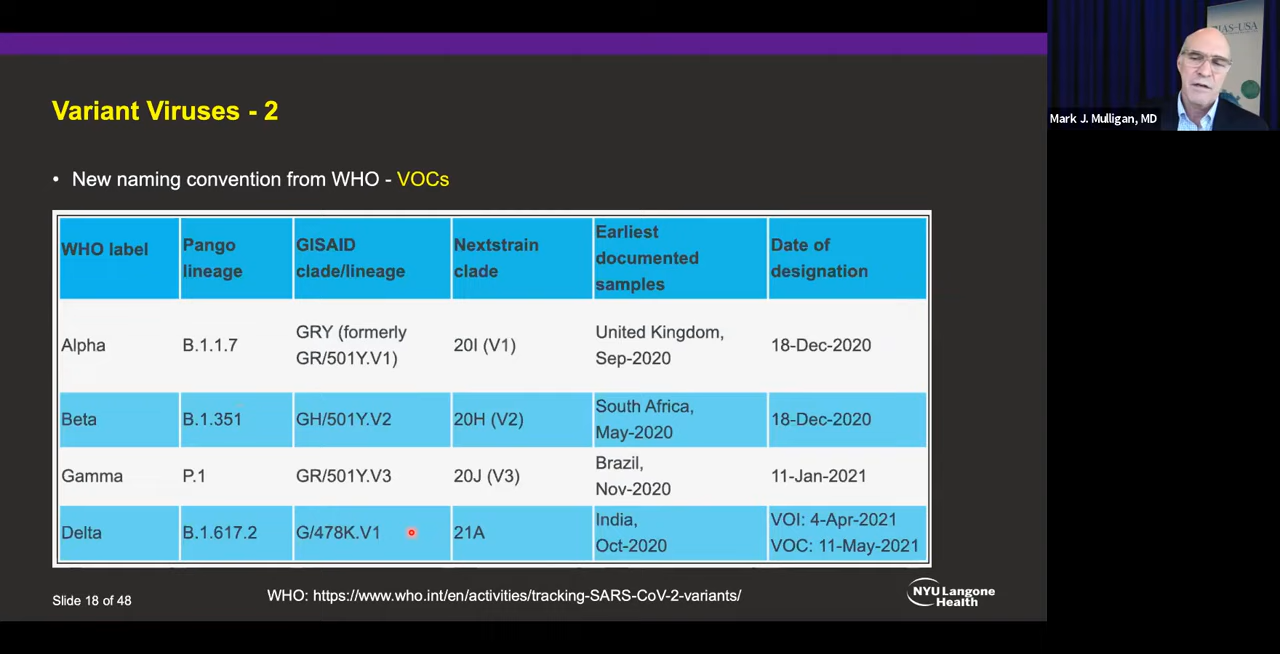 IAS-USA
Mark J. Mulligan, MD
Variant Viruses - 2
• New naming convention from WHO - VOCs
WHO label
Pango
lineage
GISAID
clade/lineage
Nextstrain
clade
Earliest
documented
samples
Date of
designation
Alpha
B.1.1.7
GRY (formerly
GR/501Y.V1)
20I (V1)
United Kingdom,
Sep-2020
18-Dec-2020
Beta
B.1.351
GH/501Y.V2
20H (V2)
South Africa,
May-2020
18-Dec-2020
Gamma
P.1
GR/501Y.V3
20J (V3)
Brazil,
Nov-2020
11-Jan-2021
Delta
B.1.617.2
G/478K.V1
21A
India,
Oct-2020
VOI: 4-Apr-2021
VOC: 11-May-2021
Slide 18 of 48
WHO: https://www.who.int/en/activities/tracking-SARS-CoV-2-variants/
NYU Langone
Health